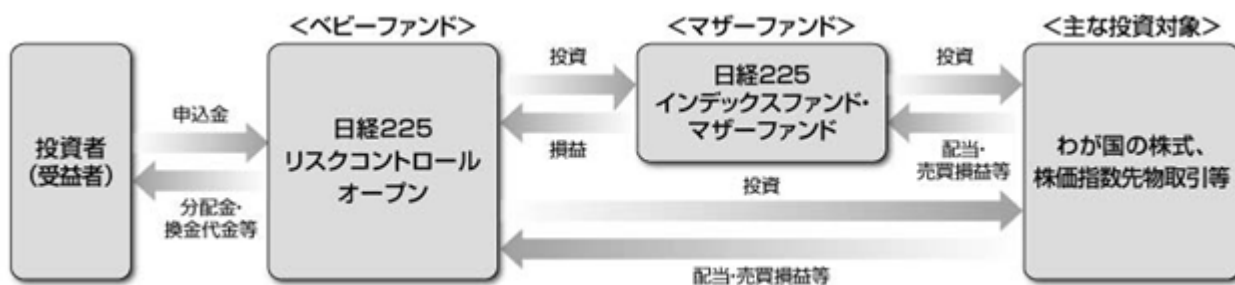 <ベビーファンド>
<マザーファンド>
<主な投資対象>
投資者
(受益者)
申込金
分配金・
換金代金等
日経225
リスクコントロール
オープン
投資
損益
日経225
インデックスファンド・
マザーファンド
投資
配当・
売買損益等
投資
配当・売買損益等
わが国の株式、
株価指数先物取引等